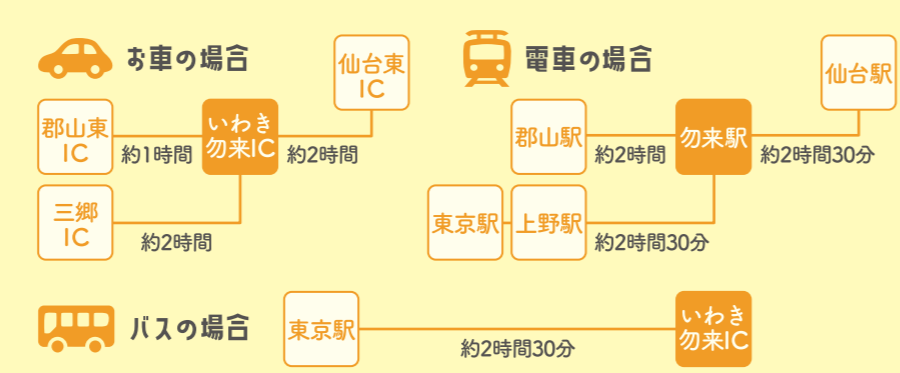 お車の場合
仙台東
IC
郡山東
IC
約1時間
いわき
勿来IC
約2時間
三郷
IC
約2時間
電車の場合
仙台駅
郡山駅
約2時間
勿来駅
約2時間30分
東京駅
上野駅
約2時間30分
バスの場合
東京駅
約2時間30分
いわき
勿来IC